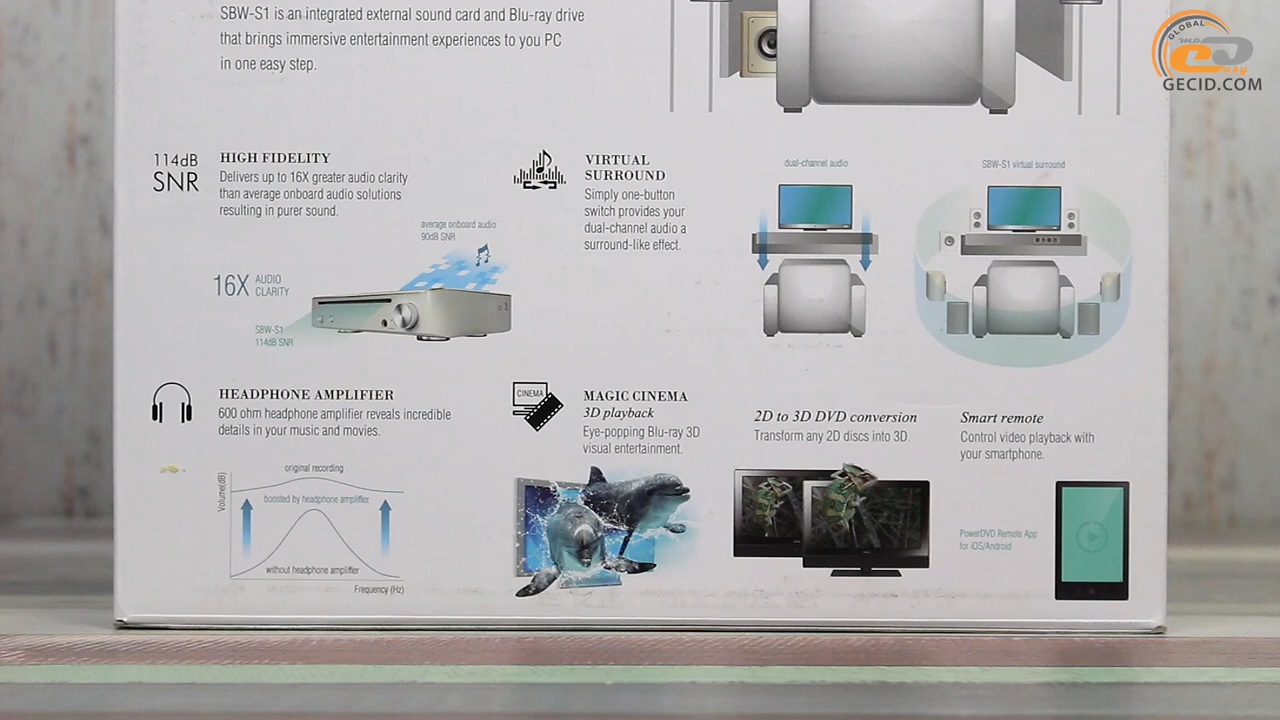 SBW-S1 is an integrated external sound card and Blu-ray drive
that brings immersive entertainment experiences to you PC
in one easy step.
GLOBAL
easy
GECID.COM
114dB
SNR
HIGH FIDELITY
Delivers up to 16X greater audio clarity
than average onboard audio solutions
resulting in purer sound.
average onboard audio
90dB SNR
16X AUDIO
CLARITY
SBW-S1
114dB SNR
VIRTUAL
SURROUND
Simply one-button
switch provides your
dual-channel audio a
surround-like effect.
dual-channel audio
SBW-S1 virtual surround
HEADPHONE AMPLIFIER
600 ohm headphone amplifier reveals incredible
details in your music and movies.
original recording
Volume(dB)
boosted by headphone amplifier
without headphone amplifier
Frequency (Hz)
CINEMA
MAGIC CINEMA
3D playback
Eye-popping Blu-ray 3D
visual entertainment.
2D to 3D DVD conversion
Transform any 2D discs into 3D.
Smart remote
Control video playback with
your smartphone.
PowerDVD Remote App
for iOS/Android